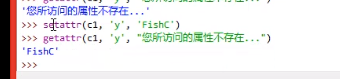 '您所访问的属性不存在...'
>>> setattr(c1, 'y', 'FishC')
>>> getattr(c1, 'y', "您所访问的属性不存在...")
'FishC'
>>>